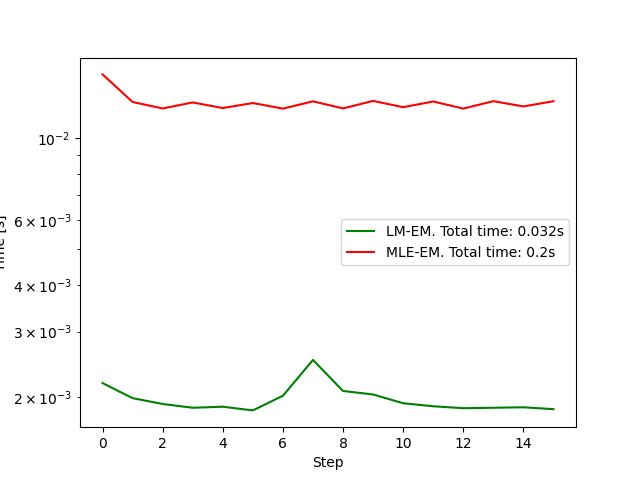 10⁻²
6 × 10⁻³
4 × 10⁻³
3 × 10⁻³
2 × 10⁻³
LM-EM. Total time: 0.032s
MLE-EM. Total time: 0.2s
0 2 4 6 8 10 12 14
Step